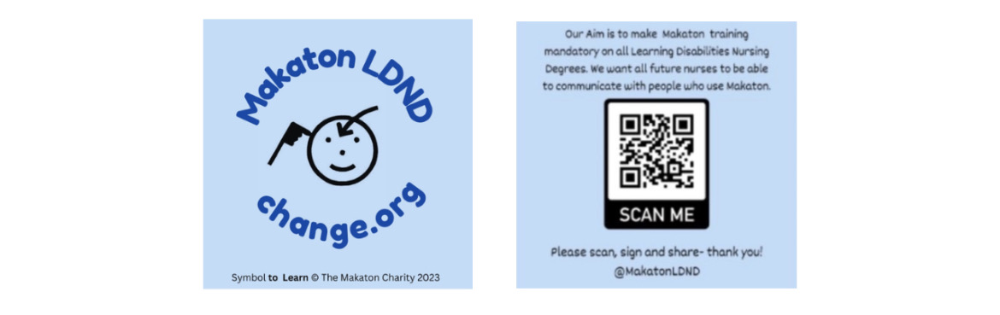 Makaton LDND
change.org
Symbol to Learn © The Makaton Charity 2023
Our Aim is to make Makaton training
mandatory on all Learning Disabilities Nursing
Degrees. We want all future nurses to be able
to communicate with people who use Makaton.
SCAN ME
Please scan, sign and share- thank you!
@MakatonLDND